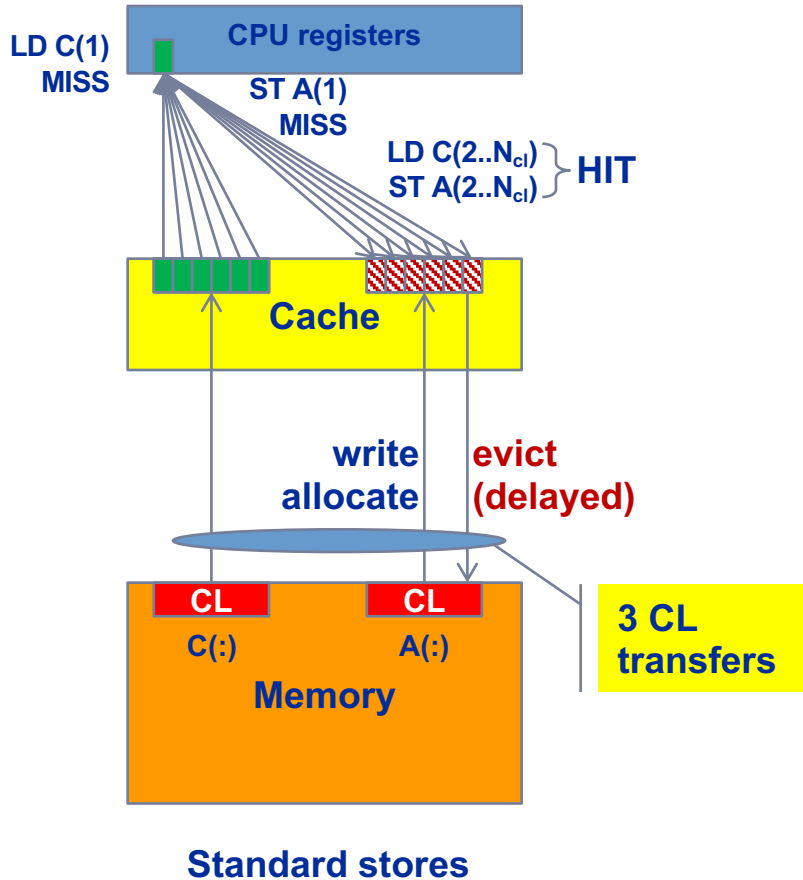 CPU registers
LD C(1)
MISS
ST A(1)
MISS
LD C(2..Ncl)
ST A(2..Ncl)
HIT
Cache
write
allocate
evict
(delayed)
CL
CL
C(:)
A(:)
3 CL
transfers
Memory
Standard stores